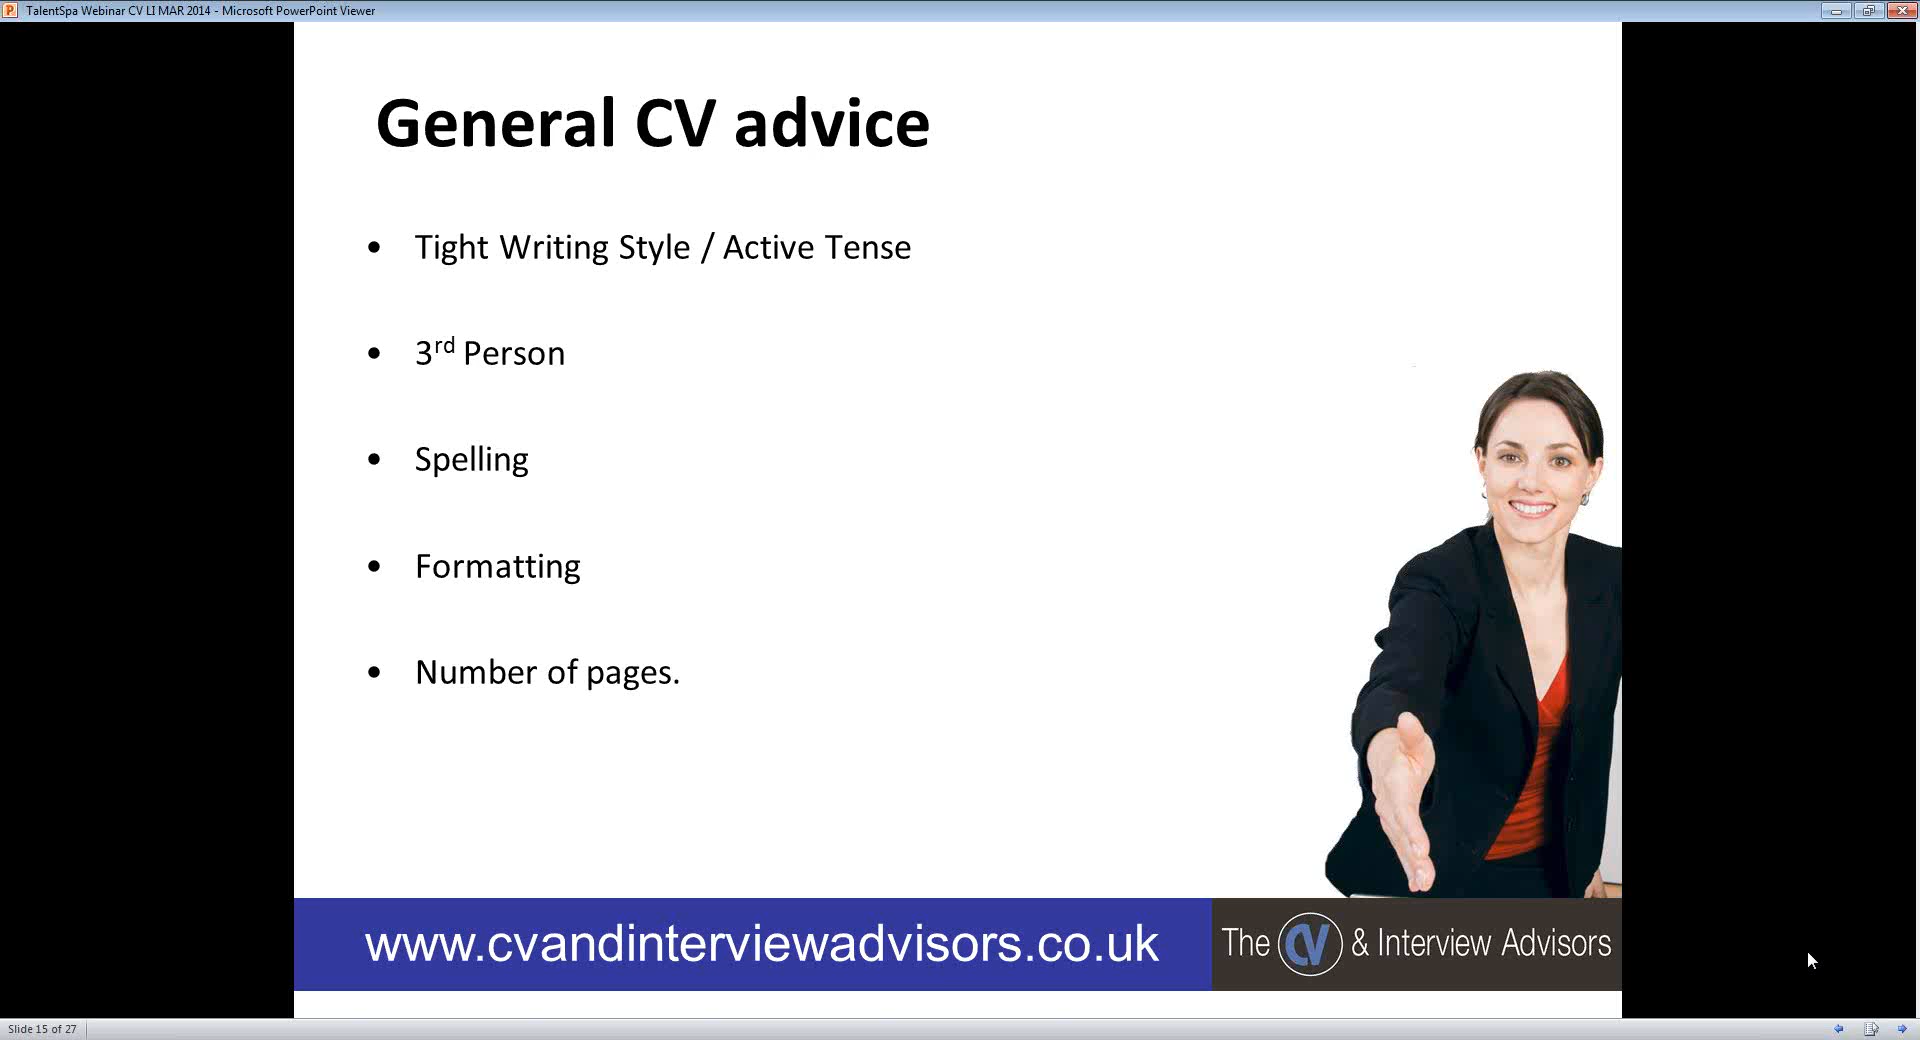 TalentSpa Webinar CV LI MAR 2014 - Microsoft PowerPoint Viewer
General CV advice
• Tight Writing Style / Active Tense
• 3rd Person
• Spelling
• Formatting
• Number of pages.
www.cvandinterviewadvisors.co.uk
The CV & Interview Advisors
Slide 15 of 27